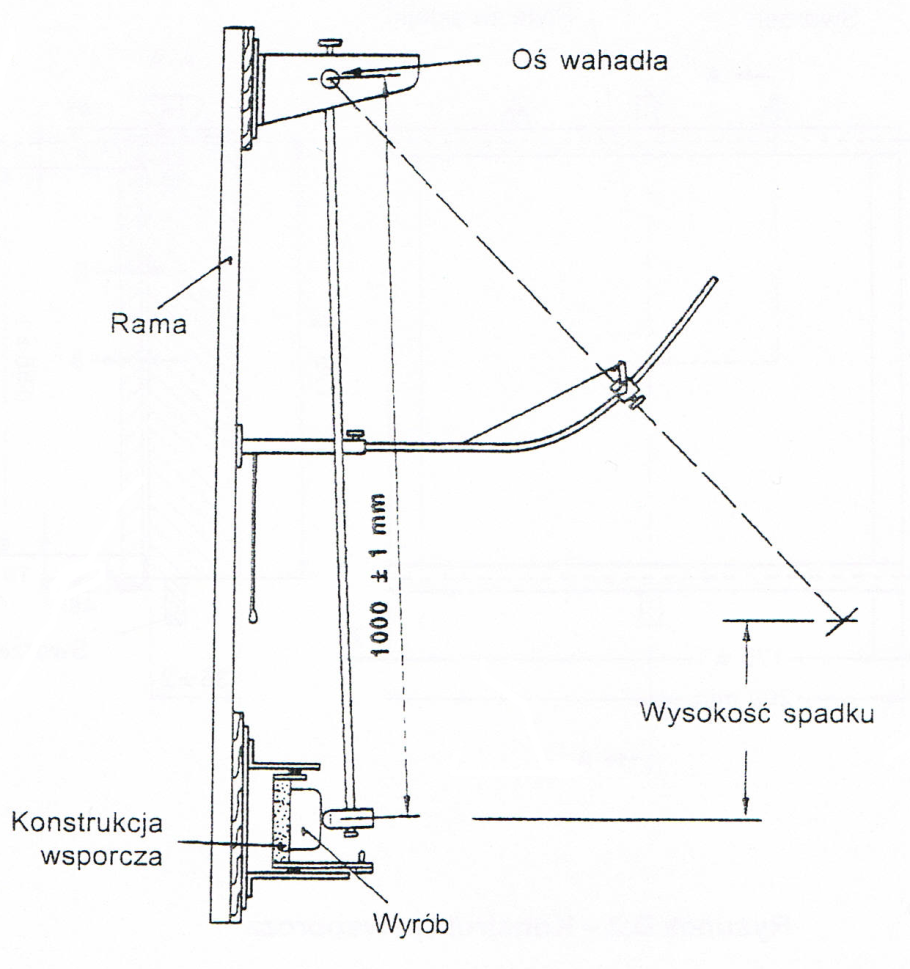 Oś wahadła
Rama
1000 ± 1 mm
Wysokość spadku
Konstrukcja
wsporcza
Wyrób